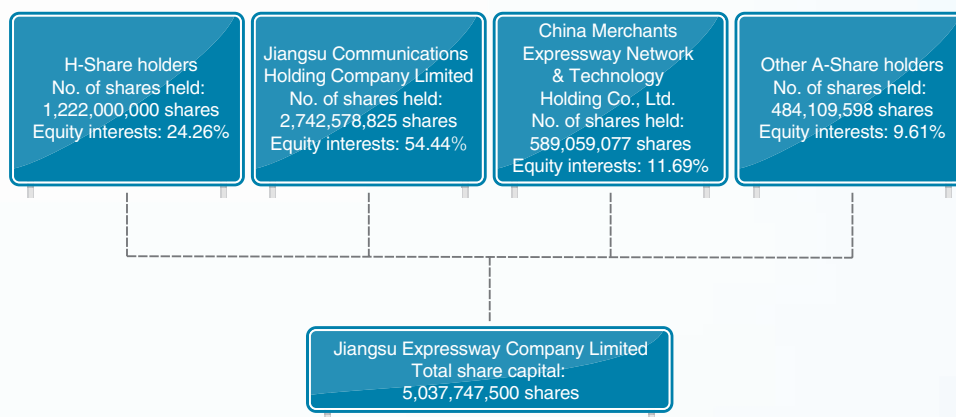 H-Share holders
No. of shares held:
1,222,000,000 shares
Equity interests: 24.26%
Jiangsu Communications
Holding Company Limited
No. of shares held:
2,742,578,825 shares
Equity interests: 54.44%
China Merchants
Expressway Network
& Technology
Holding Co., Ltd.
No. of shares held:
589,059,077 shares
Equity interests: 11.69%
Other A-Share holders
No. of shares held:
484,109,598 shares
Equity interests: 9.61%
Jiangsu Expressway Company Limited
Total share capital:
5,037,747,500 shares